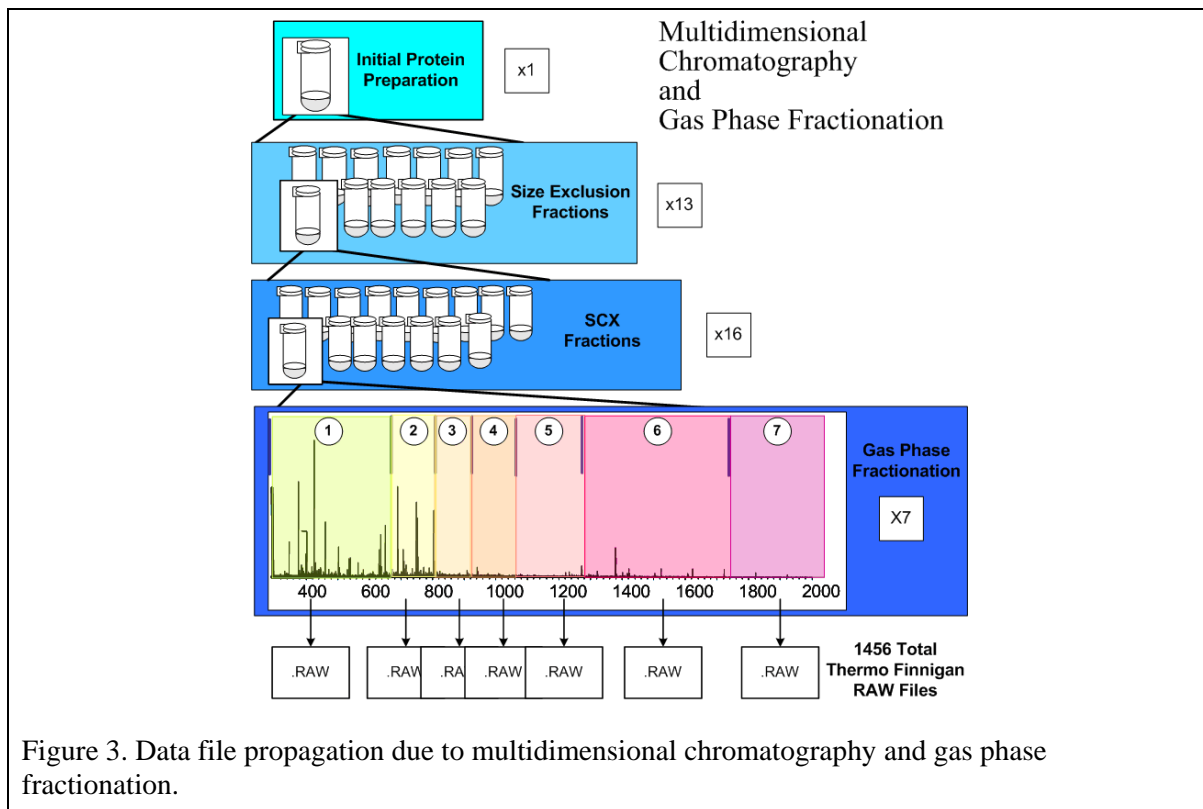 Multidimensional
Chromatography
and
Gas Phase Fractionation
Initial Protein
Preparation
x1
Size Exclusion
Fractions
x13
SCX
Fractions
x16
1 2 3 4 5 6 7
Gas Phase
Fractionation
X7
400 600 800 1000 1200 1400 1600 1800 2000
.RAW .RAW .RAW .RAW .RAW .RAW .RAW
1456 Total
Thermo Finnigan
RAW Files
Figure 3. Data file propagation due to multidimensional chromatography and gas phase
fractionation.